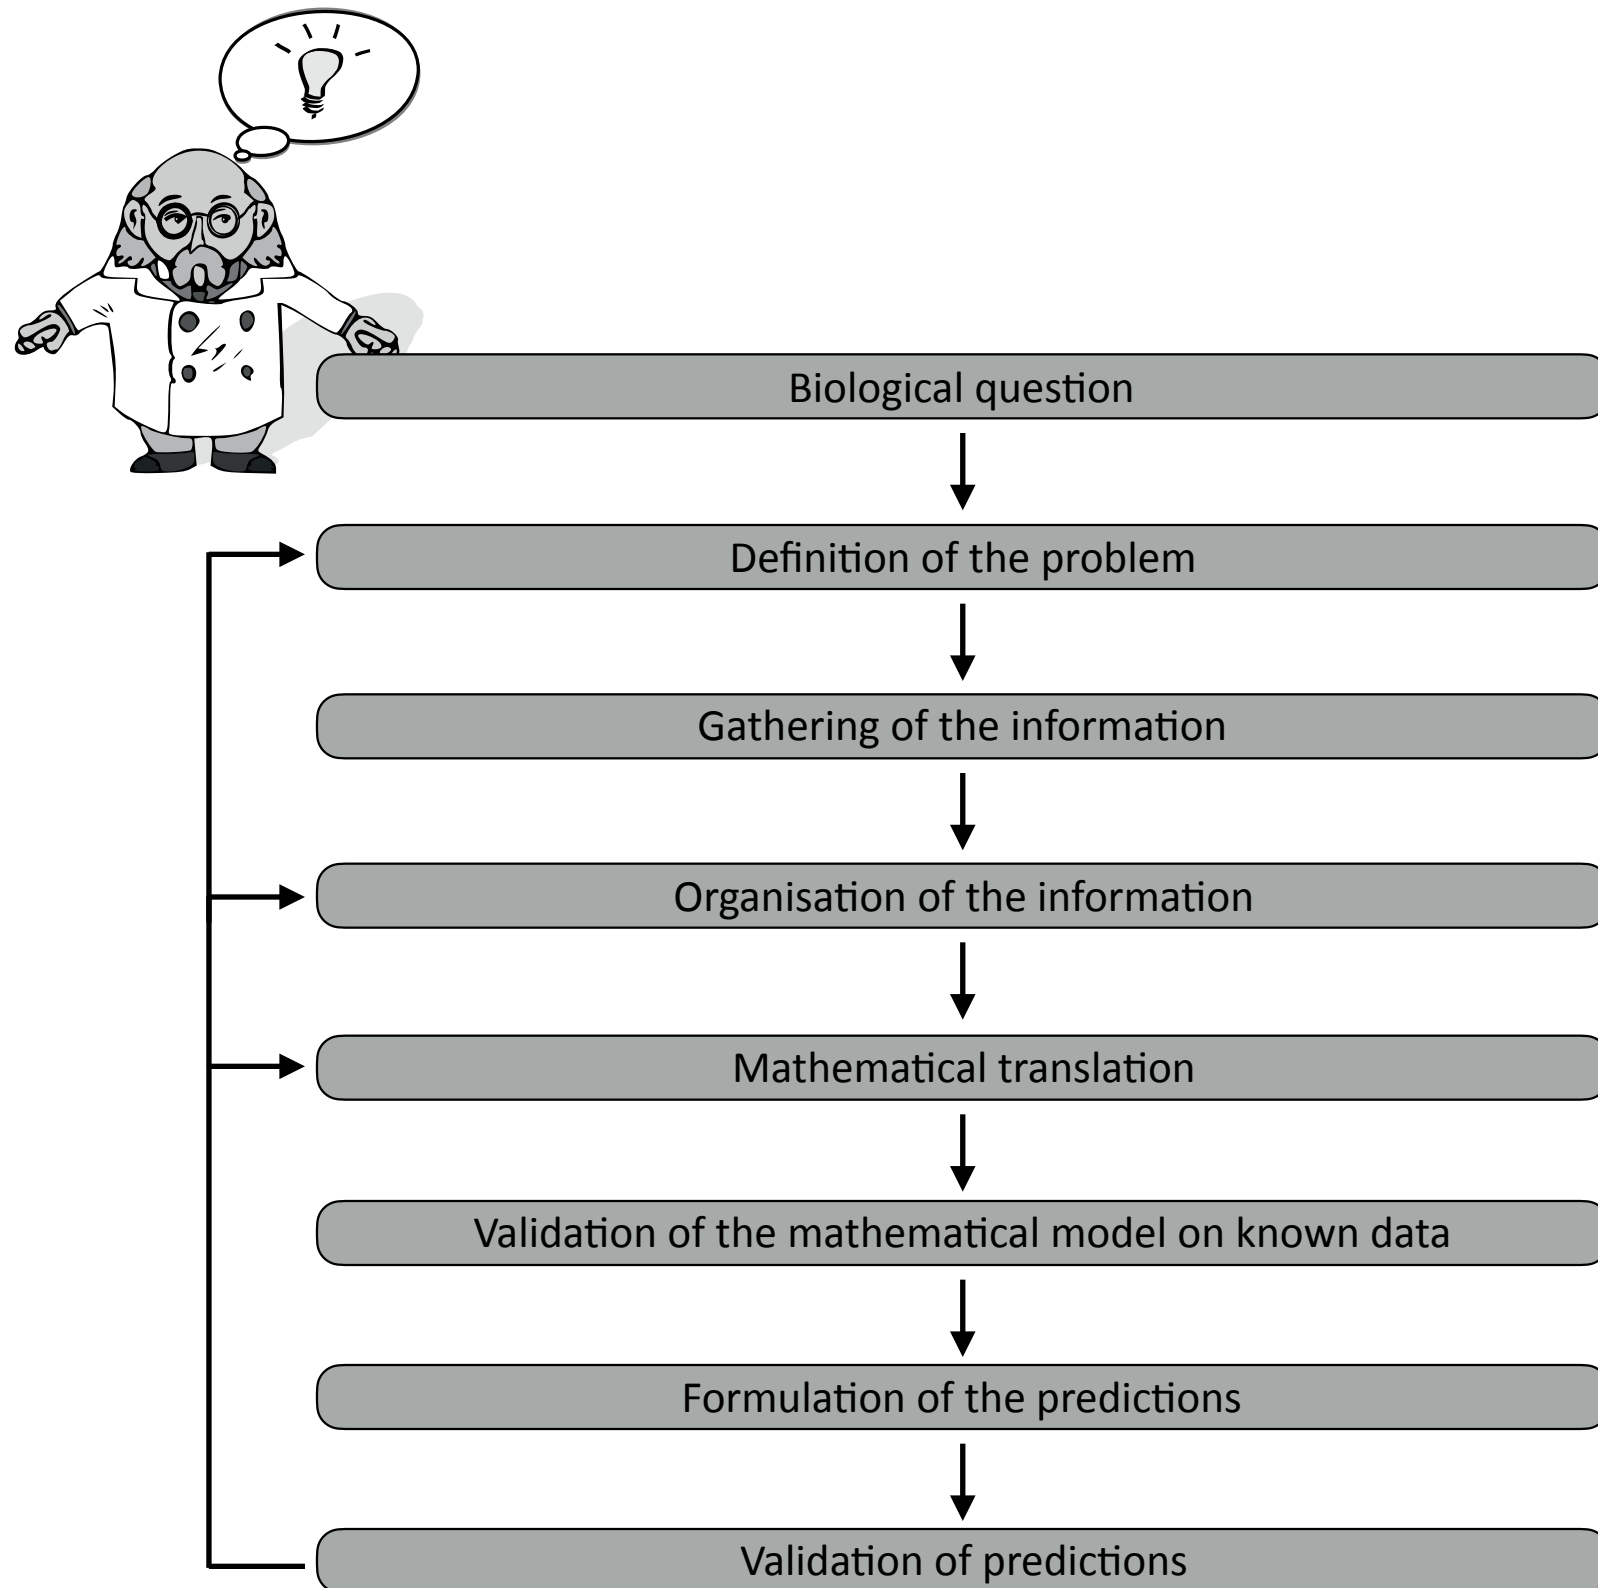 Biological question
Definition of the problem
Gathering of the information
Organisation of the information
Mathematical translation
Validation of the mathematical model on known data
Formulation of the predictions
Validation of predictions